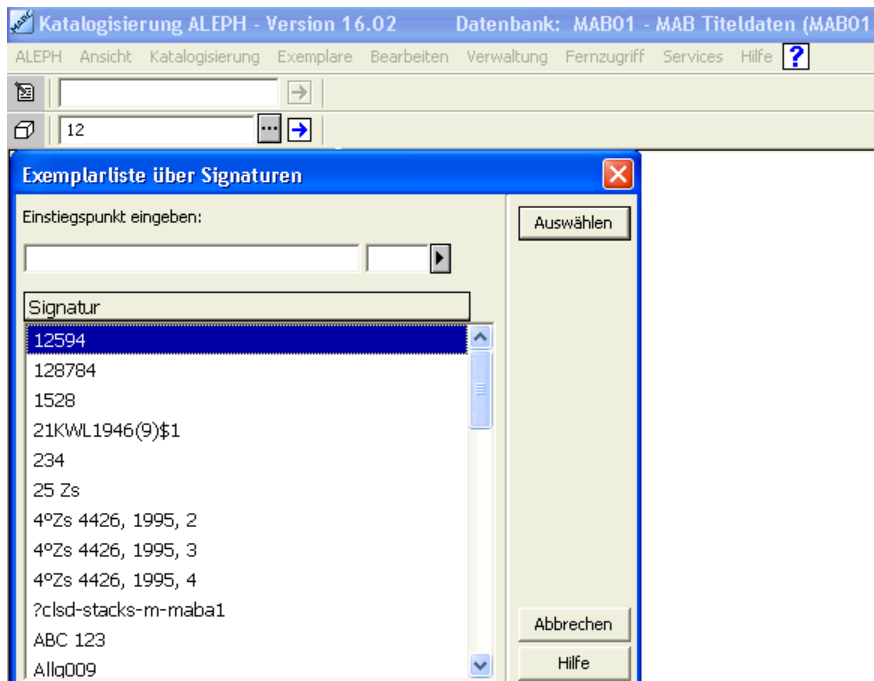 Katalogisierung ALEPH - Version 16.02 Datenbank: MAB01 - MAB Titeldaten (MAB01
ALEPH Ansicht Katalogisierung Exemplare Bearbeiten Verwaltung Fernzugriff Services Hilfe ?
12 ...
Exemplarliste über Signaturen
Einstiegspunkt eingeben:
Auswählen
Signatur
12594
128784
1528
21KWL1946(9)$1
234
25 Zs
4°Zs 4426, 1995, 2
4°Zs 4426, 1995, 3
4°Zs 4426, 1995, 4
?clsd-stacks-m-maba1
ABC 123
Allg009
Abbrechen
Hilfe